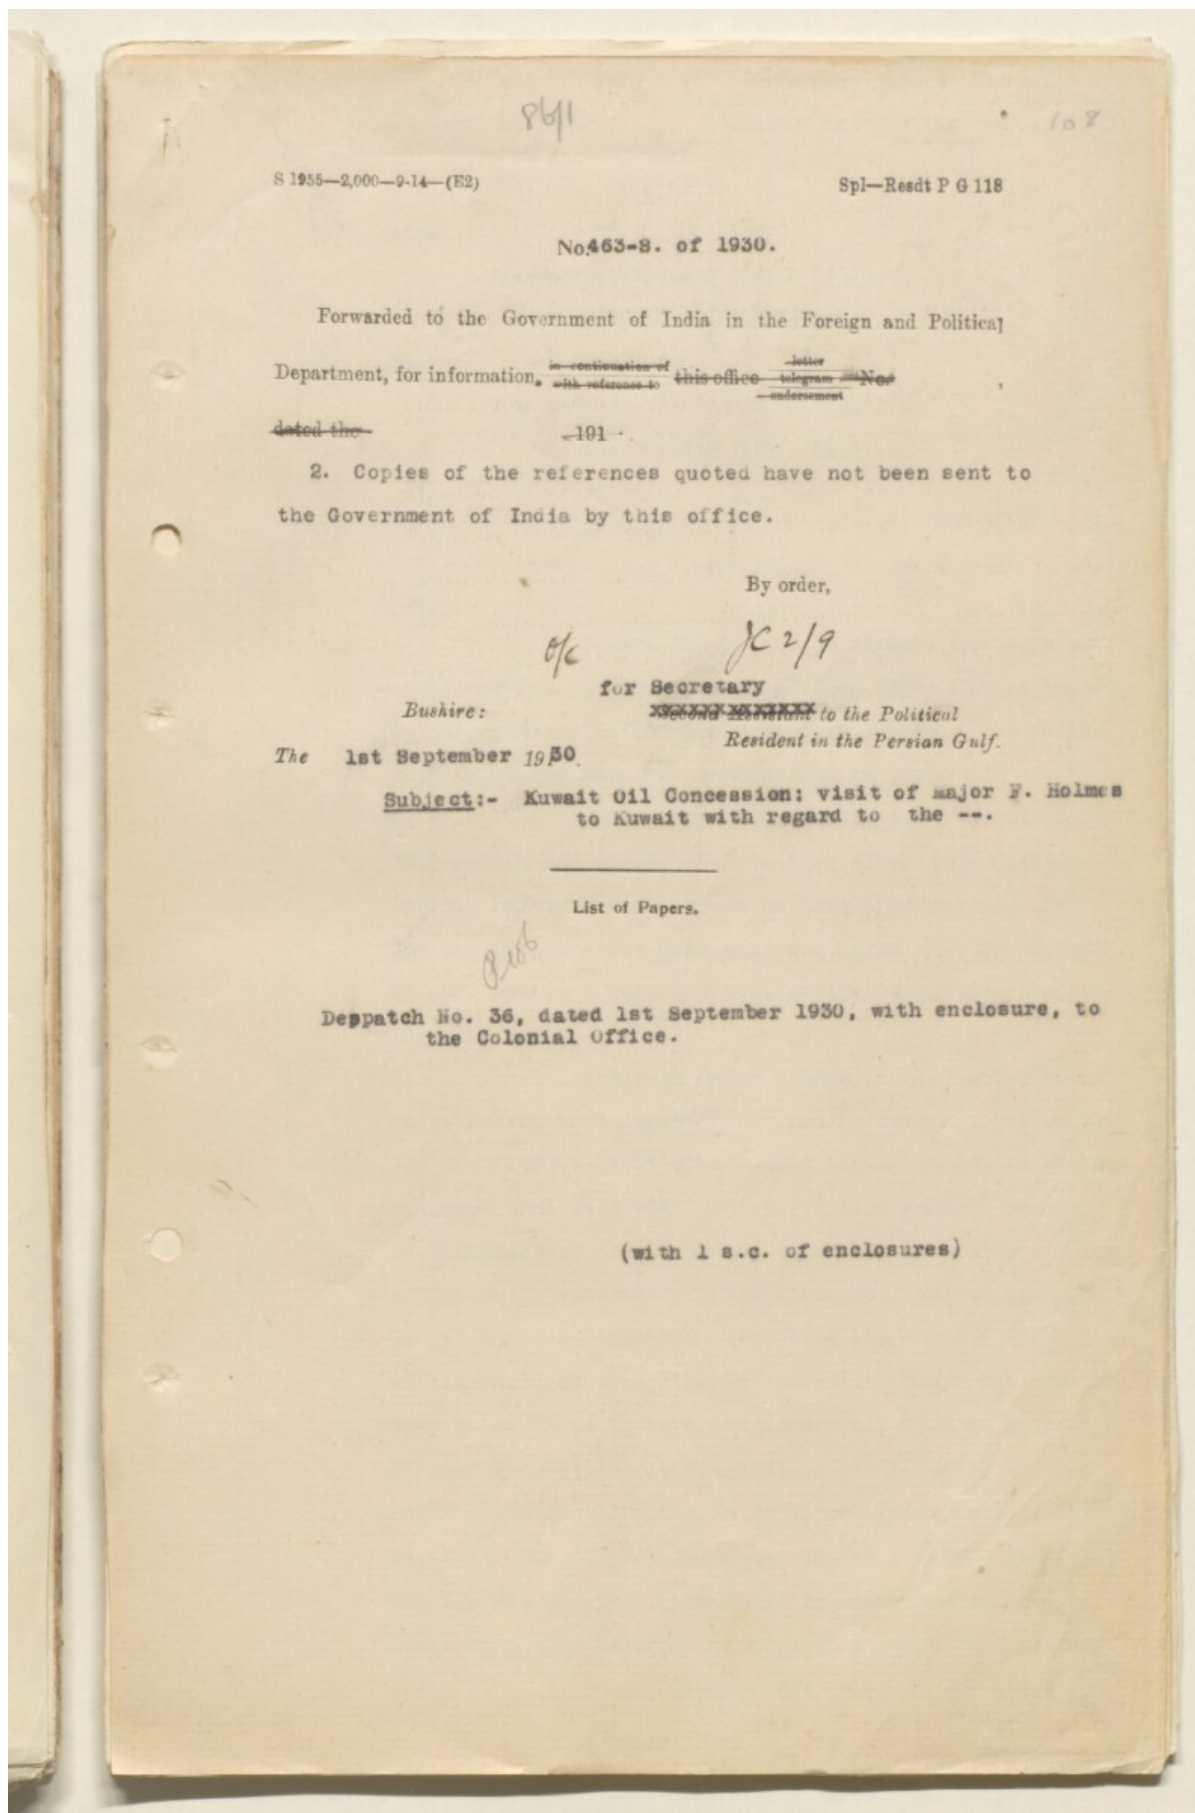 86/1
108
S 1955—2,000—9-14—(E2) Spl—Resdt P G 118
No.463-S. of 1930.
Forwarded to the Government of India in the Foreign and Political
Department, for information. in continuation of with reference to this office letter telegram endorsement No. ,
dated the 191 .
2. Copies of the references quoted have not been sent to
the Government of India by this office.
By order,
o/c JC 2/9
for Secretary
Bushire: Second Assistant to the Political
Resident in the Persian Gulf.
The 1st September 1930.
Subject:- Kuwait Oil Concession: visit of Major F. Holmes
to Kuwait with regard to the --.
List of Papers.
P106
Despatch No. 36, dated 1st September 1930, with enclosure, to
the Colonial Office.
(with 1 s.c. of enclosures)